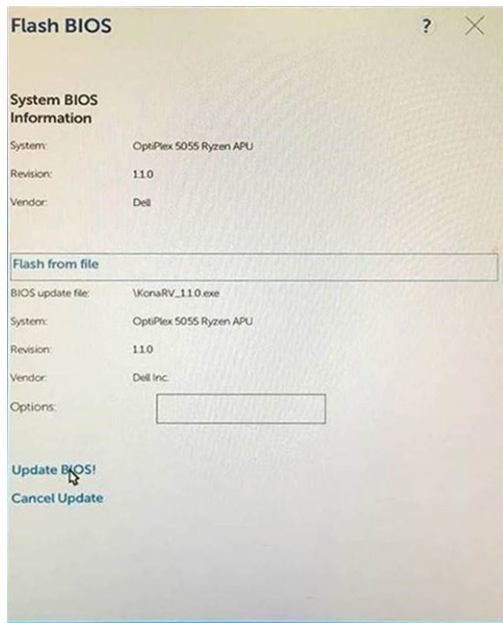 Flash BIOS
?
System BIOS
Information
System: OptiPlex 5055 Ryzen APU
Revision: 1.1.0
Vendor: Dell
Flash from file
BIOS update file: \KonaRV_1.1.0.exe
System: OptiPlex 5055 Ryzen APU
Revision: 1.1.0
Vendor: Dell Inc.
Options:
Update BIOS!
Cancel Update